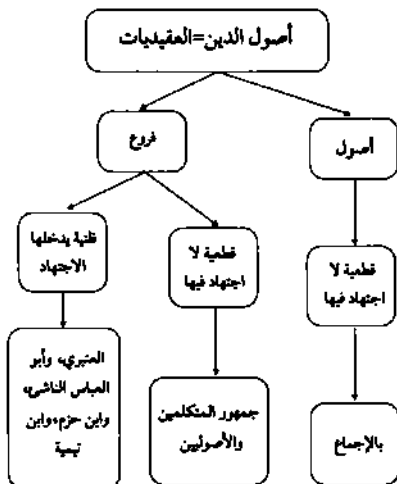 أصول الدين=العقيديات
أصول
فروع
قطعية لا
اجتهاد فيها
قطعية لا
اجتهاد فيها
ظنية يدخلها
الاجتهاد
بالإجماع
جمهور المتكلمين
والأصوليين
العنبري، وأبو
العباس الناشئ،
وابن حزم، وابن
تيمية